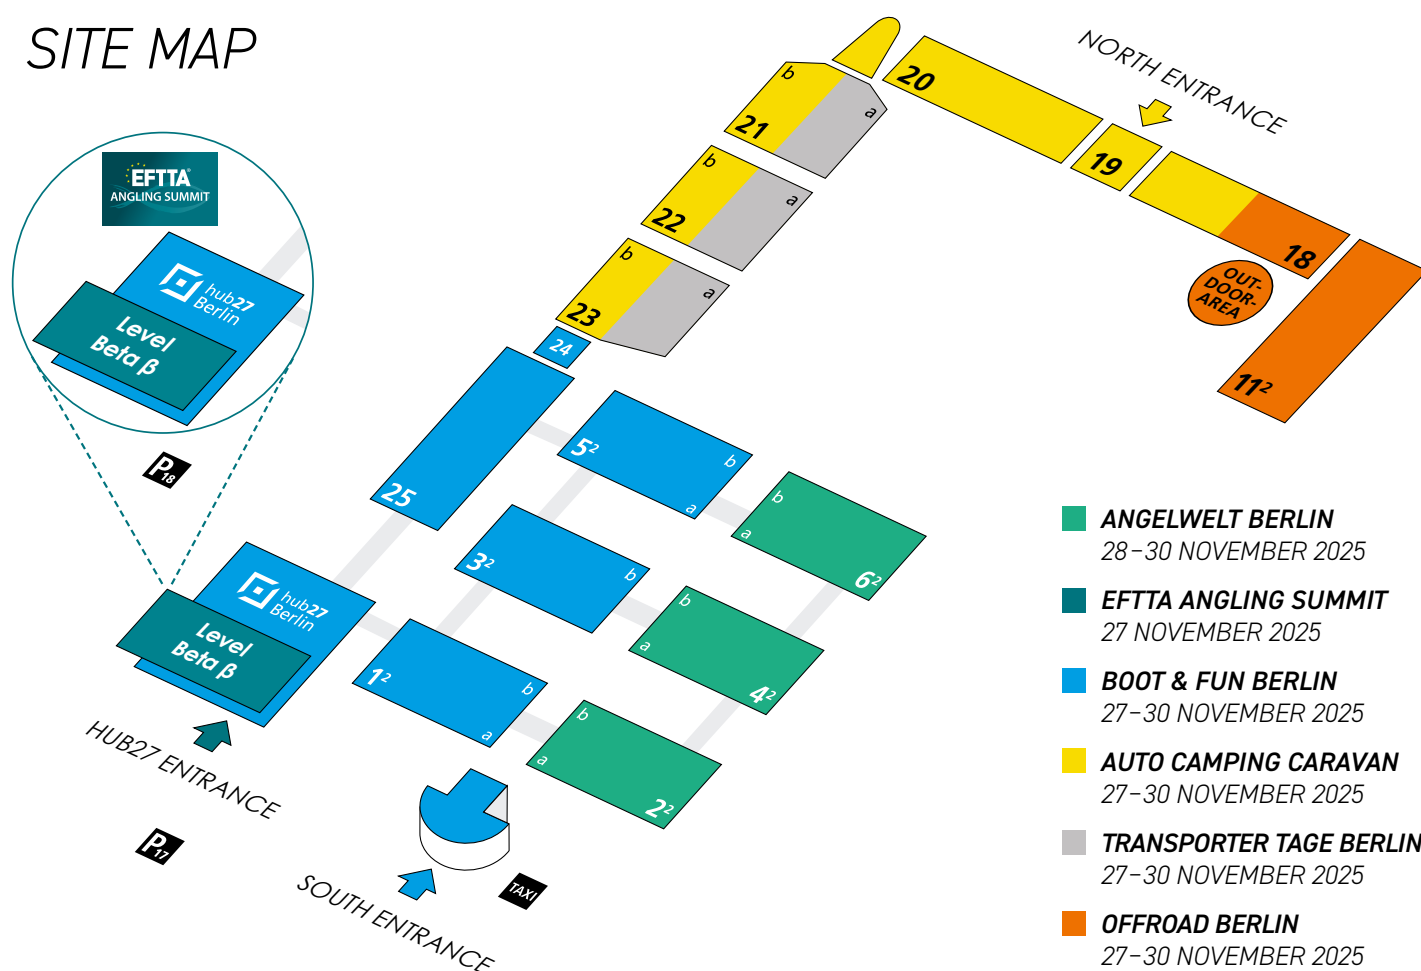 SITE MAP
EFTTA
ANGLING SUMMIT
hub27
Berlin
Level
Beta β
P18
NORTH ENTRANCE
20
19
18
OUT-
DOOR-
AREA
11²
b
a
21
b
a
22
b
a
23
24
25
5²
b
a
b
a
6²
3²
b
b
a
4²
hub27
Berlin
Level
Beta β
1²
b
a
b
a
2²
HUB27 ENTRANCE
P17
SOUTH ENTRANCE
TAXI
ANGELWELT BERLIN
28–30 NOVEMBER 2025
EFTTA ANGLING SUMMIT
27 NOVEMBER 2025
BOOT & FUN BERLIN
27–30 NOVEMBER 2025
AUTO CAMPING CARAVAN
27–30 NOVEMBER 2025
TRANSPORTER TAGE BERLIN
27–30 NOVEMBER 2025
OFFROAD BERLIN
27–30 NOVEMBER 2025